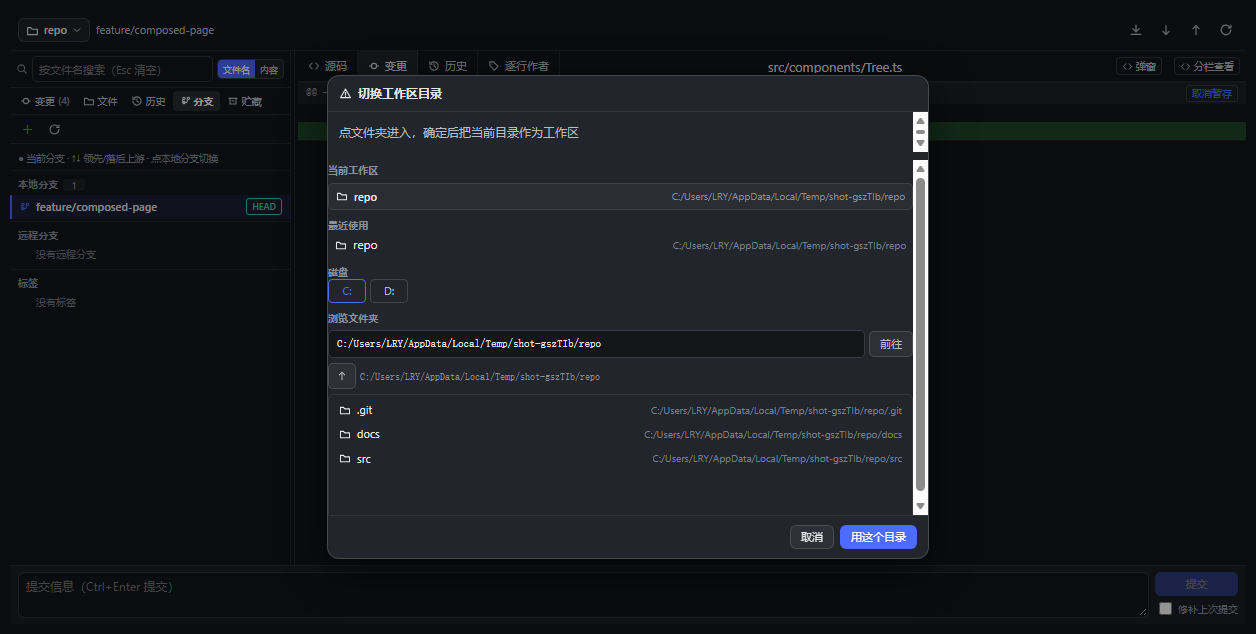 repo feature/composed-page
按文件名搜索（Esc 清空） 文件名 内容
源码 变更 历史 逐行作者 src/components/Tree.ts 弹窗 分栏查看
变更 (4) 文件 历史 分支 贮藏
@@ - 取消暂存
当前分支 · ↑↓ 领先/落后上游 · 点本地分支切换
本地分支 1
feature/composed-page HEAD
远程分支
没有远程分支
标签
没有标签
切换工作区目录
点文件夹进入，确定后把当前目录作为工作区
当前工作区
repo C:/Users/LRY/AppData/Local/Temp/shot-gszTIb/repo
最近使用
repo C:/Users/LRY/AppData/Local/Temp/shot-gszTIb/repo
磁盘
C: D:
浏览文件夹
C:/Users/LRY/AppData/Local/Temp/shot-gszTIb/repo 前往
↑ C:/Users/LRY/AppData/Local/Temp/shot-gszTIb/repo
.git C:/Users/LRY/AppData/Local/Temp/shot-gszTIb/repo/.git
docs C:/Users/LRY/AppData/Local/Temp/shot-gszTIb/repo/docs
src C:/Users/LRY/AppData/Local/Temp/shot-gszTIb/repo/src
取消 用这个目录
提交信息（Ctrl+Enter 提交） 提交
修补上次提交